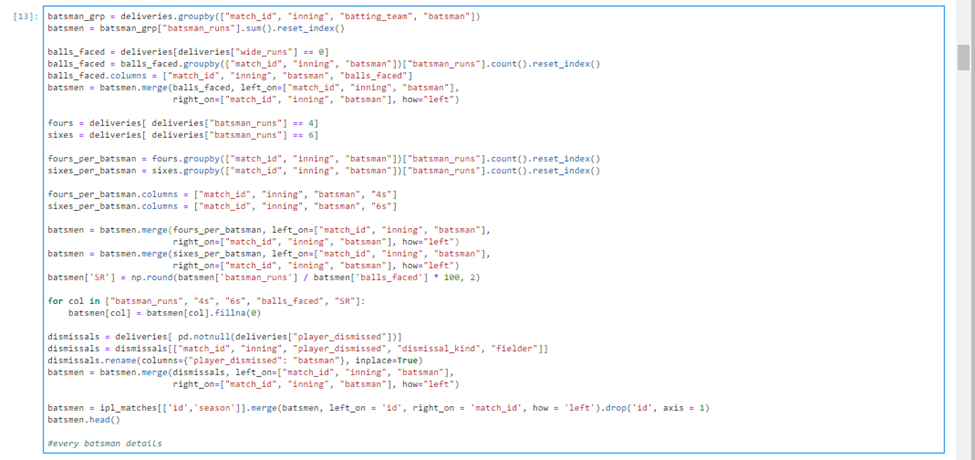 [13]: batsman_grp = deliveries.groupby(["match_id", "inning", "batting_team", "batsman"])
batsmen = batsman_grp["batsman_runs"].sum().reset_index()
balls_faced = deliveries[deliveries["wide_runs"] == 0]
balls_faced = balls_faced.groupby(["match_id", "inning", "batsman"])["batsman_runs"].count().reset_index()
balls_faced.columns = ["match_id", "inning", "batsman", "balls_faced"]
batsmen = batsmen.merge(balls_faced, left_on=["match_id", "inning", "batsman"],
right_on=["match_id", "inning", "batsman"], how="left")
fours = deliveries[ deliveries["batsman_runs"] == 4]
sixes = deliveries[ deliveries["batsman_runs"] == 6]
fours_per_batsman = fours.groupby(["match_id", "inning", "batsman"])["batsman_runs"].count().reset_index()
sixes_per_batsman = sixes.groupby(["match_id", "inning", "batsman"])["batsman_runs"].count().reset_index()
fours_per_batsman.columns = ["match_id", "inning", "batsman", "4s"]
sixes_per_batsman.columns = ["match_id", "inning", "batsman", "6s"]
batsmen = batsmen.merge(fours_per_batsman, left_on=["match_id", "inning", "batsman"],
right_on=["match_id", "inning", "batsman"], how="left")
batsmen = batsmen.merge(sixes_per_batsman, left_on=["match_id", "inning", "batsman"],
right_on=["match_id", "inning", "batsman"], how="left")
batsmen['SR'] = np.round(batsmen['batsman_runs'] / batsmen['balls_faced'] * 100, 2)
for col in ["batsman_runs", "4s", "6s", "balls_faced", "SR"]:
batsmen[col] = batsmen[col].fillna(0)
dismissals = deliveries[ pd.notnull(deliveries["player_dismissed"])]
dismissals = dismissals[["match_id", "inning", "player_dismissed", "dismissal_kind", "fielder"]]
dismissals.rename(columns={"player_dismissed": "batsman"}, inplace=True)
batsmen = batsmen.merge(dismissals, left_on=["match_id", "inning", "batsman"],
right_on=["match_id", "inning", "batsman"], how="left")
batsmen = ipl_matches[['id','season']].merge(batsmen, left_on = 'id', right_on = 'match_id', how = 'left').drop('id', axis = 1)
batsmen.head()
#every batsman details